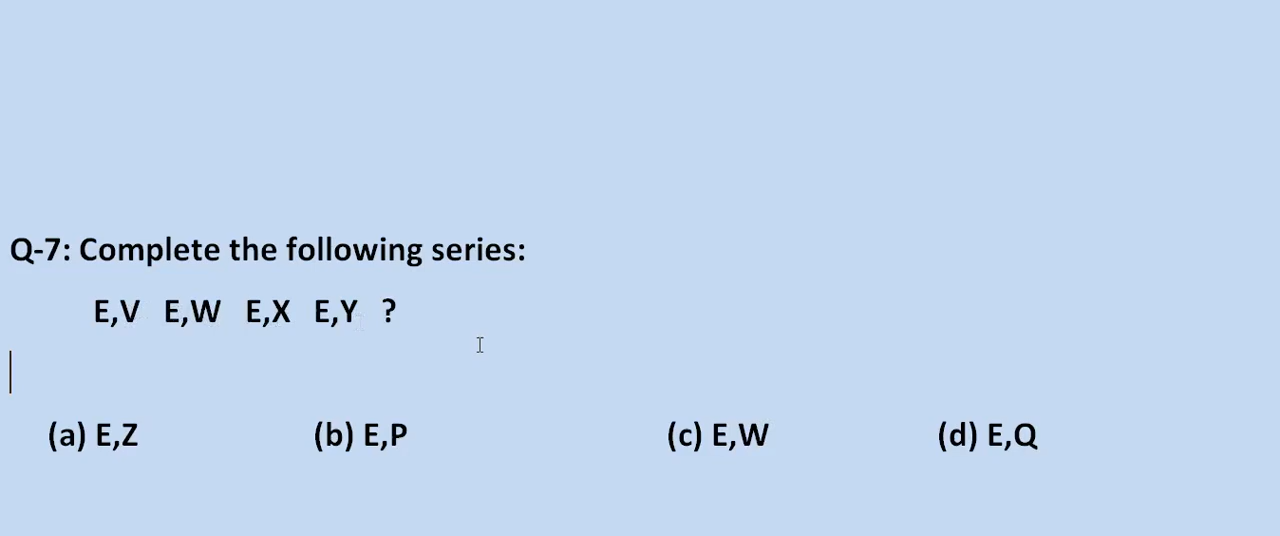 Q-7: Complete the following series:
E,V E,W E,X E,Y ?
(a) E,Z (b) E,P (c) E,W (d) E,Q